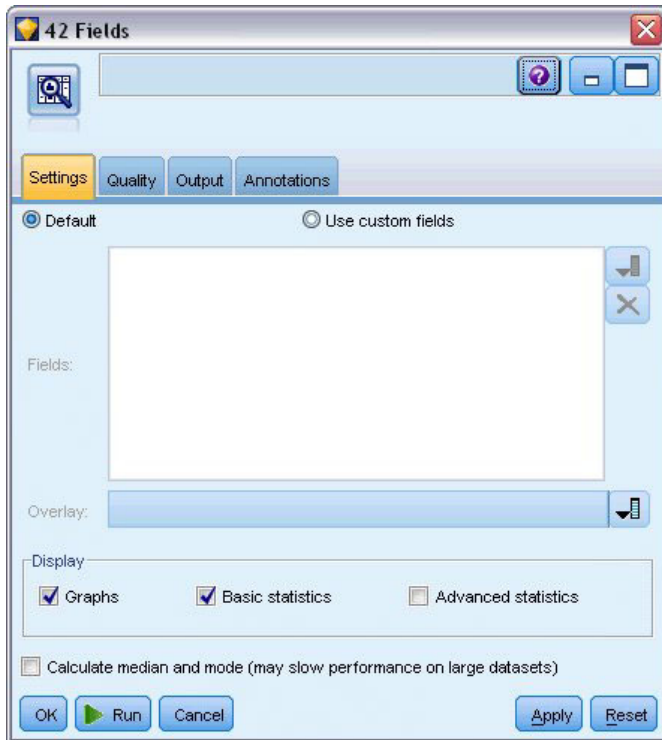 42 Fields
Settings Quality Output Annotations
Default Use custom fields
Fields:
Overlay:
Display
Graphs Basic statistics Advanced statistics
Calculate median and mode (may slow performance on large datasets)
OK Run Cancel Apply Reset